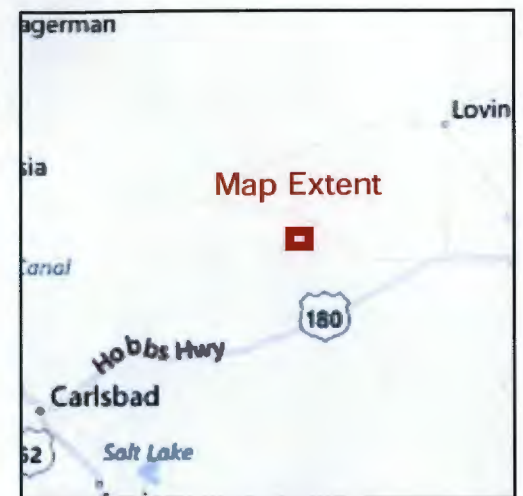 agerman
Lovin
sia
Map Extent
Canal
180
Hobbs Hwy
Carlsbad
62
Salt Lake